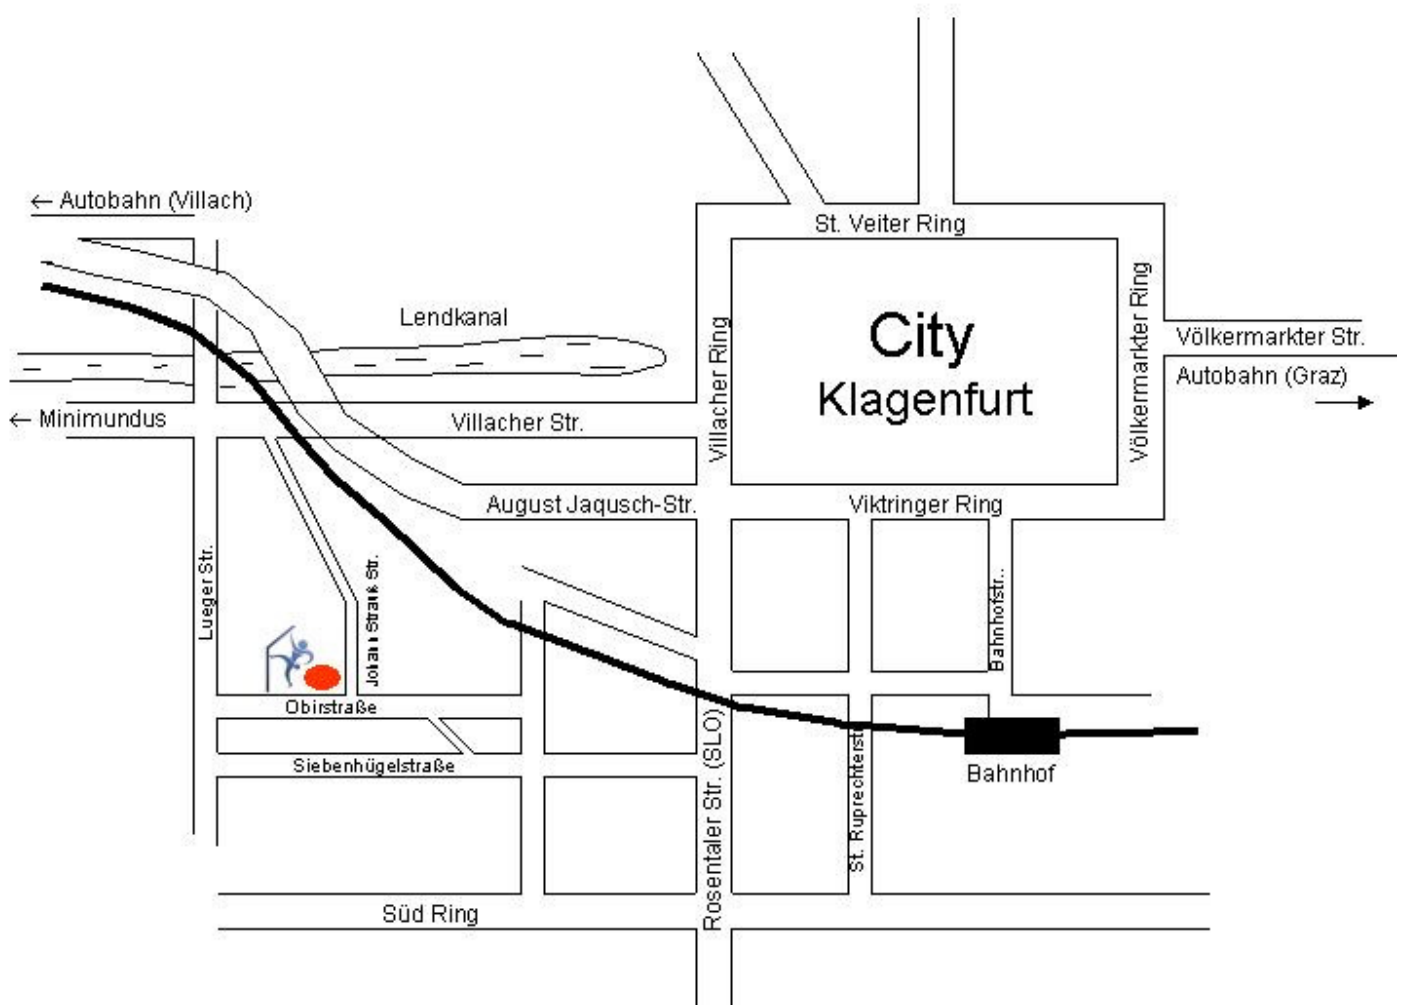 ← Autobahn (Villach)
St. Veiter Ring
Lendkanal
City
Klagenfurt
Villacher Ring
Völkermarkter Ring
Völkermarkter Str.
Autobahn (Graz)
← Minimundus
Villacher Str.
August Jaqusch-Str.
Viktringer Ring
Lueger Str.
Johann Strauß Str.
Bahnhofstr..
Obirstraße
Siebenhügelstraße
Rosentaler Str. (SLO)
St. Ruprechterstr.
Bahnhof
Süd Ring